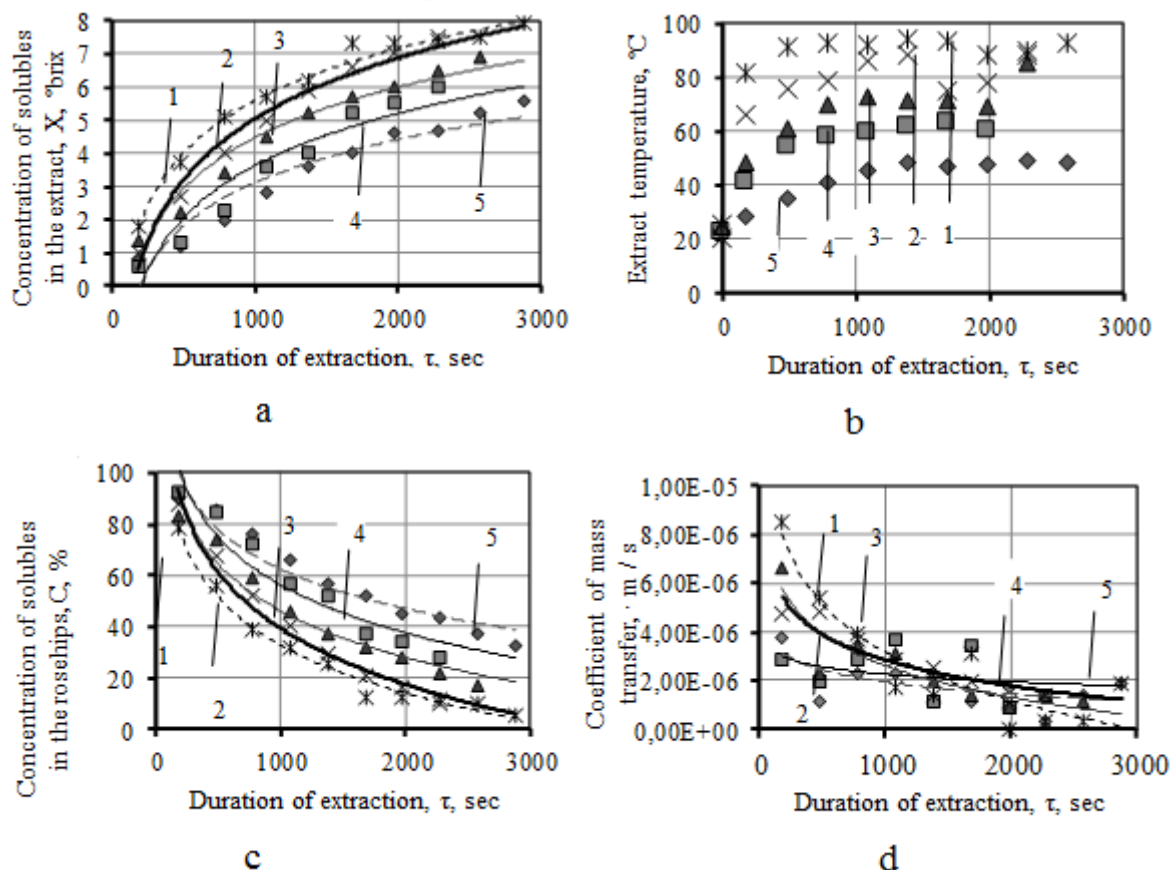 Concentration of solubles
in the extract, X, °brix
8
7
6
5
4
3
2
1
0
1
2
3
4
5
0
1000
2000
3000
Duration of extraction, τ, sec
a
Extract temperature, °C
100
80
60
40
20
0
5
4
3
2
1
0
1000
2000
3000
Duration of extraction, τ, sec
b
Concentration of solubles
in the rosehips, C, %
100
80
60
40
20
0
1
2
3
4
5
0
1000
2000
3000
Duration of extraction, τ, sec
c
Coefficient of mass
transfer, · m / s
1,00E-05
8,00E-06
6,00E-06
4,00E-06
2,00E-06
0,00E+00
1
3
2
4
5
0
1000
2000
3000
Duration of extraction, τ, sec
d